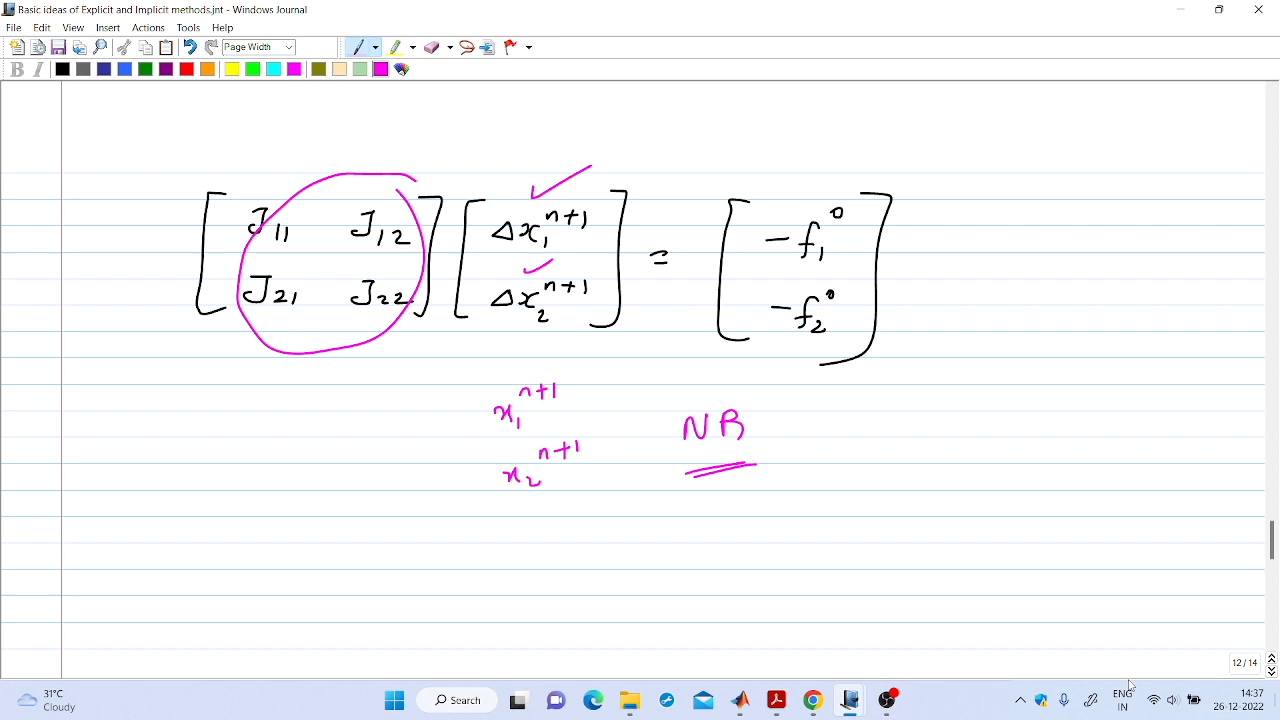 Basic ideas of Explicit and Implicit methods.jnt - Windows Journal
File Edit View Insert Actions Tools Help
Page Width
B I
[ J11 J12 ] [ Δx₁ⁿ⁺¹ ] = [ -f₁⁰ ]
[ J21 J22 ] [ Δx₂ⁿ⁺¹ ] [ -f₂⁰ ]
x₁ⁿ⁺¹
NR
x₂ⁿ⁺¹
12 / 14
31°C
Cloudy
Search
ENG
IN
14:37
26-12-2022